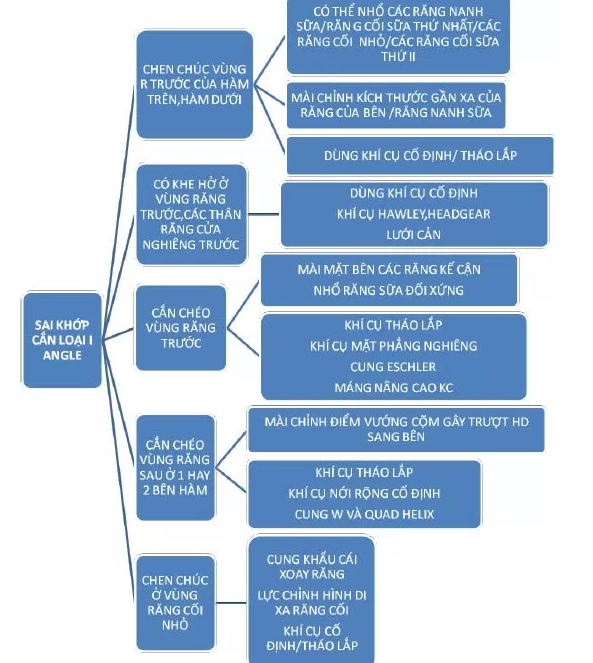 SAI KHỚP
CẮN LOẠI I
ANGLE
CHEN CHÚC VÙNG
R TRƯỚC CỦA HÀM
TRÊN,HÀM DƯỚI
CÓ THỂ NHỔ CÁC RĂNG NANH
SỮA/RĂNG CỐI SỮA THỨ NHẤT/CÁC
RĂNG CỐI NHỎ/CÁC RĂNG CỐI SỮA
THỨ II
MÀI CHỈNH KÍCH THƯỚC GẦN XA CỦA
RĂNG CỦA BÊN /RĂNG NANH SỮA
DÙNG KHÍ CỤ CỐ ĐỊNH/ THÁO LẮP
CÓ KHE HỞ Ở
VÙNG RĂNG
TRƯỚC,CÁC THÂN
RĂNG CỬA
NGHIÊNG TRƯỚC
DÙNG KHÍ CỤ CỐ ĐỊNH
KHÍ CỤ HAWLEY,HEADGEAR
LƯỠI CẢN
CẮN CHÉO
VÙNG RĂNG
TRƯỚC
MÀI MẶT BÊN CÁC RĂNG KẾ CẬN
NHỔ RĂNG SỮA ĐỐI XỨNG
KHÍ CỤ THÁO LẮP
KHÍ CỤ MẶT PHẲNG NGHIÊNG
CUNG ESCHLER
MÁNG NÂNG CAO KC
CẮN CHÉO
VÙNG RĂNG
SAU Ở 1 HAY
2 BÊN HÀM
MÀI CHỈNH ĐIỂM VƯỚNG CỘM GÂY TRƯỢT HD
SANG BÊN
KHÍ CỤ THÁO LẮP
KHÍ CỤ NỚI RỘNG CỐ ĐỊNH
CUNG W VÀ QUAD HELIX
CHEN CHÚC
Ở VÙNG
RĂNG CỐI
NHỎ
CUNG KHẨU CÁI
XOAY RĂNG
LỰC CHỈNH HÌNH DI
XA RĂNG CỐI
KHÍ CỤ CỐ
ĐỊNH/THÁO LẮP